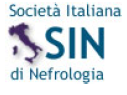 Società Italiana
SIN
di Nefrologia